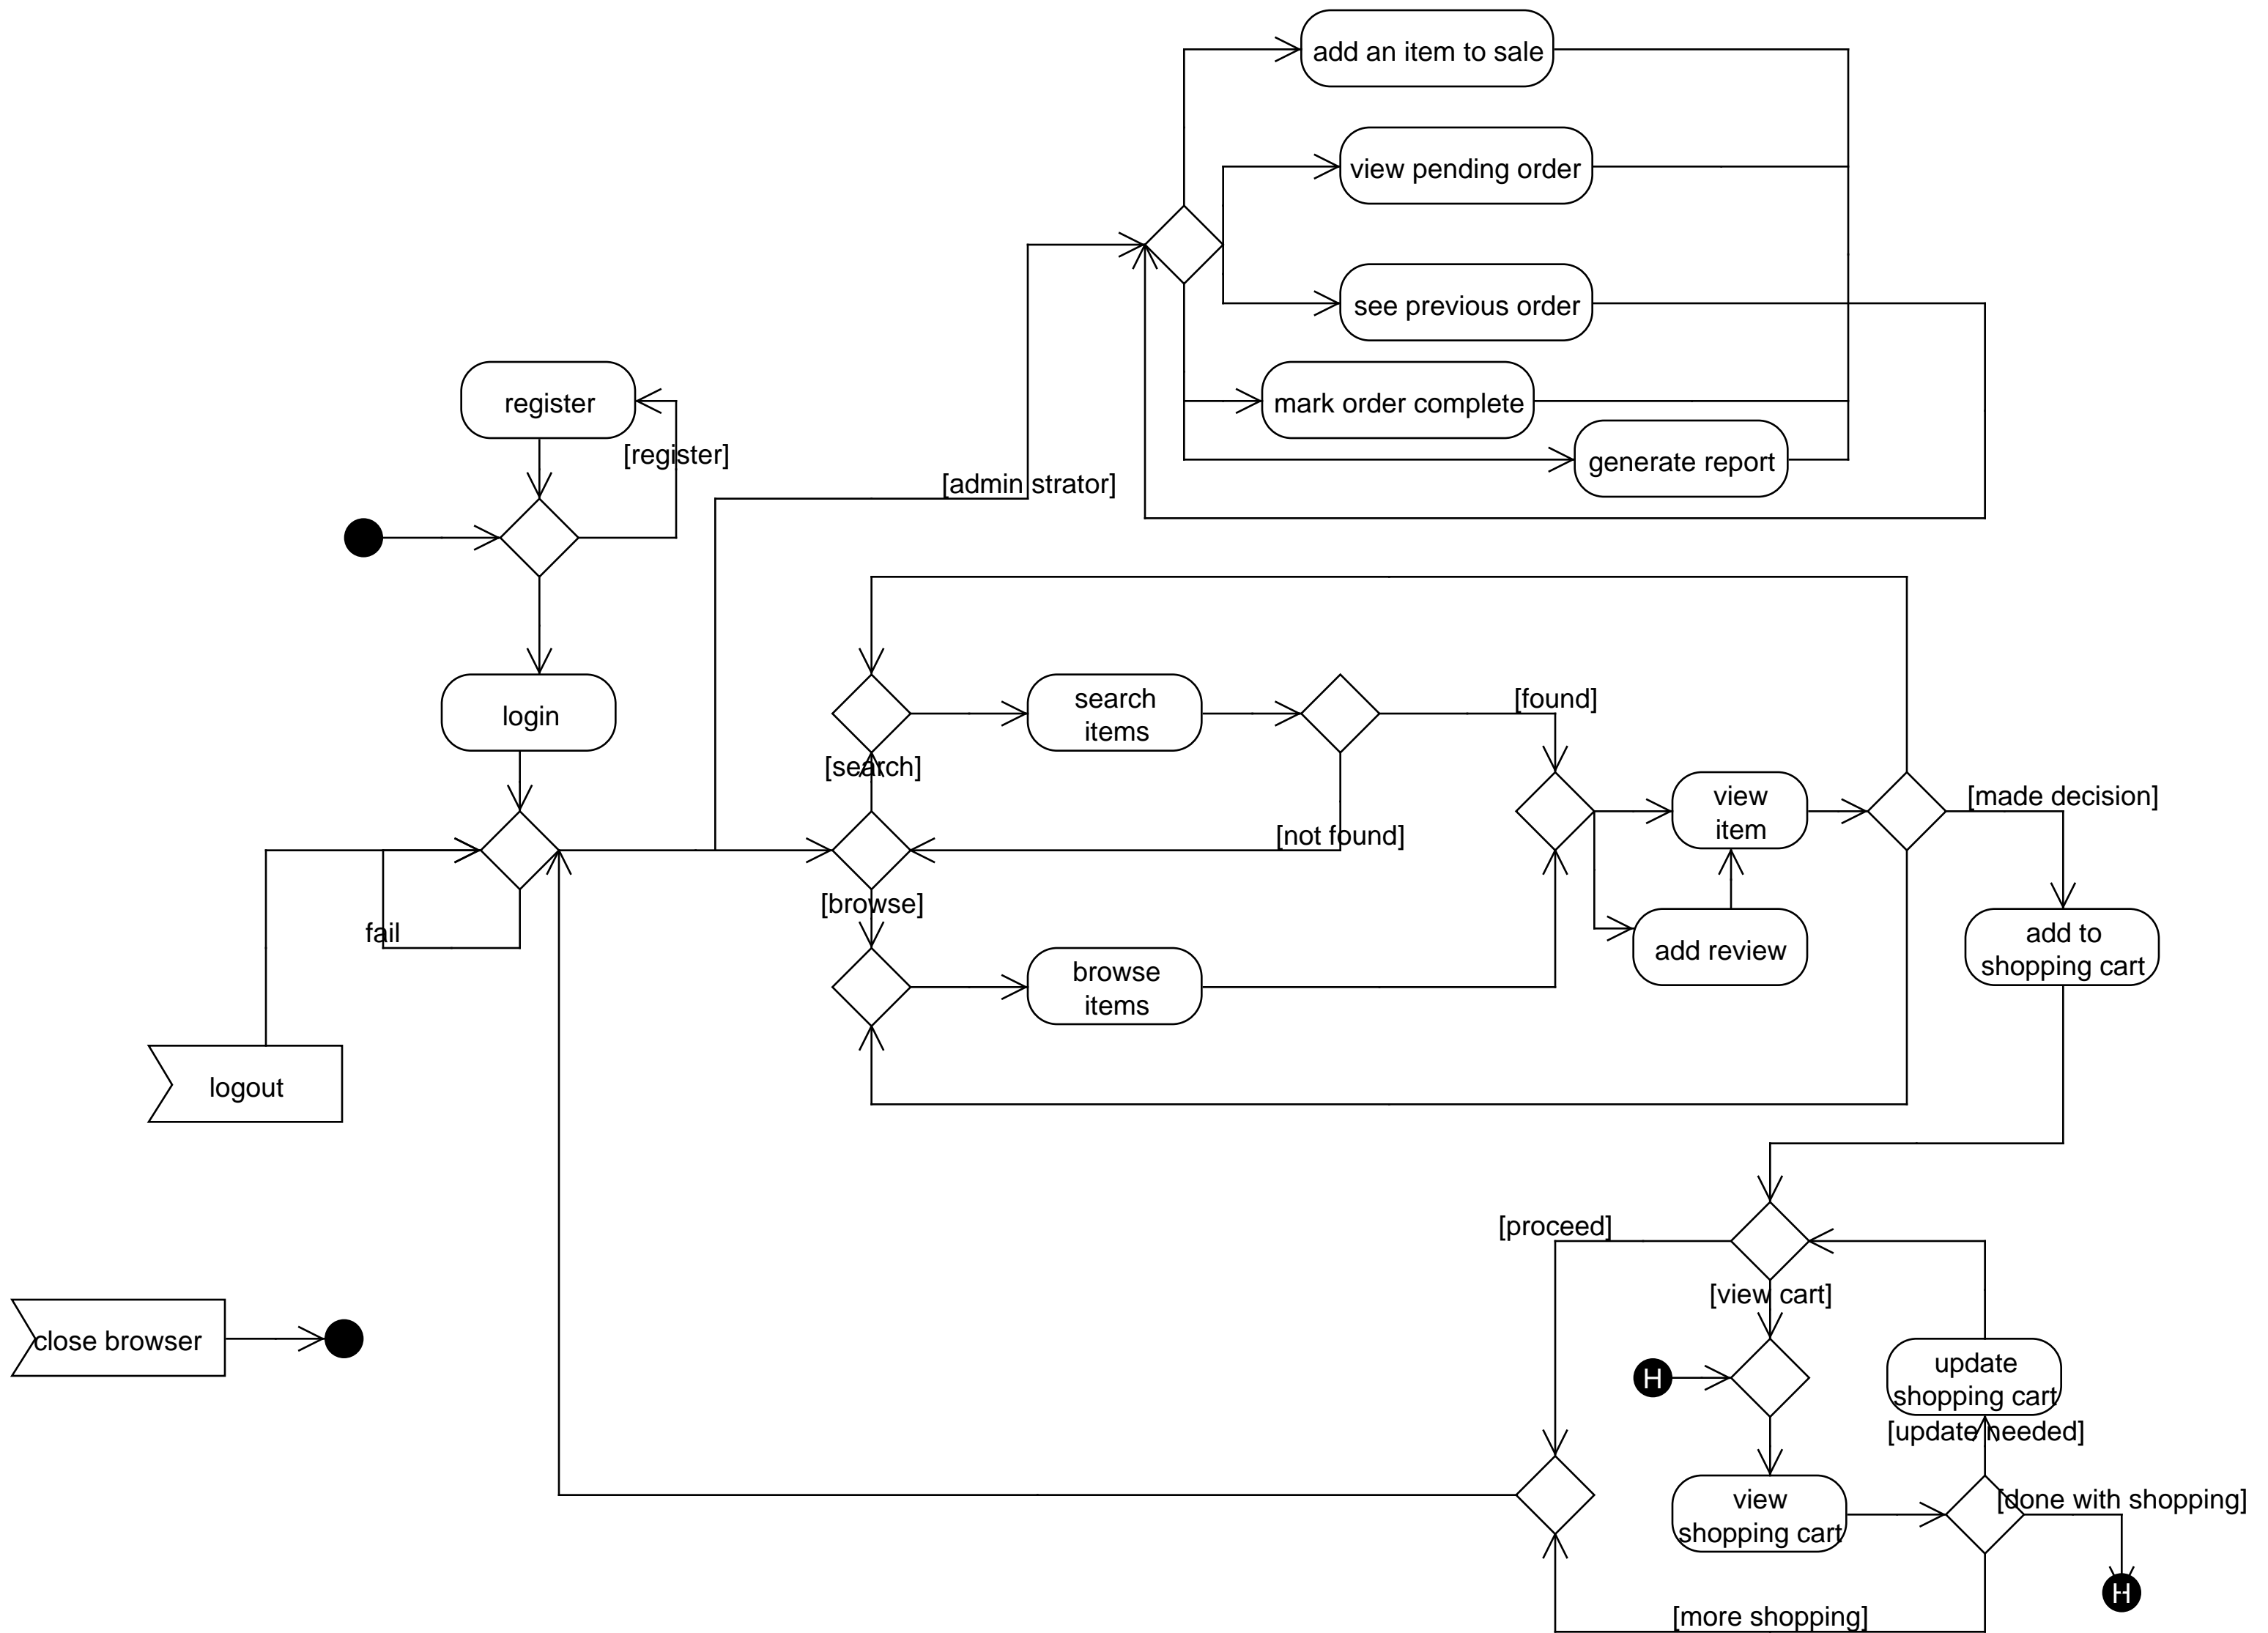 add an item to sale
view pending order
see previous order
mark order complete
generate report
register
[register]
[admin strator]
login
search
items
[found]
[search]
[not found]
view
item
[made decision]
[browse]
fail
add review
add to
shopping cart
browse
items
logout
[proceed]
[view cart]
close browser
H
update
shopping cart
[update needed]
view
shopping cart
[done with shopping]
H
[more shopping]